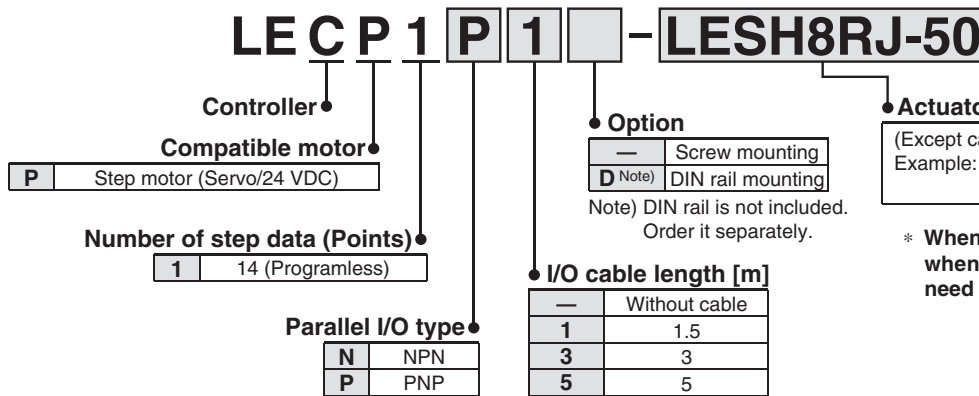 LE C P 1 P 1 – LESH8RJ-50
Controller
Compatible motor
P Step motor (Servo/24 VDC)
Number of step data (Points)
1 14 (Programless)
Parallel I/O type
N NPN
P PNP
Option
— Screw mounting
D Note) DIN rail mounting
Note) DIN rail is not included.
Order it separately.
I/O cable length [m]
— Without cable
1 1.5
3 3
5 5
(Except
Example:
* When
when
need